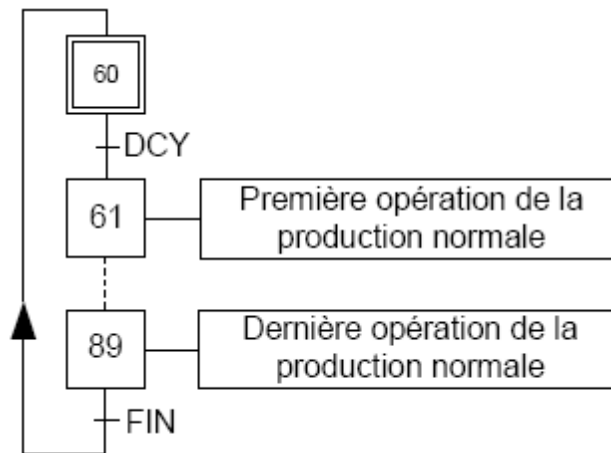 60
DCY
61
Première opération de la
production normale
89
Dernière opération de la
production normale
FIN